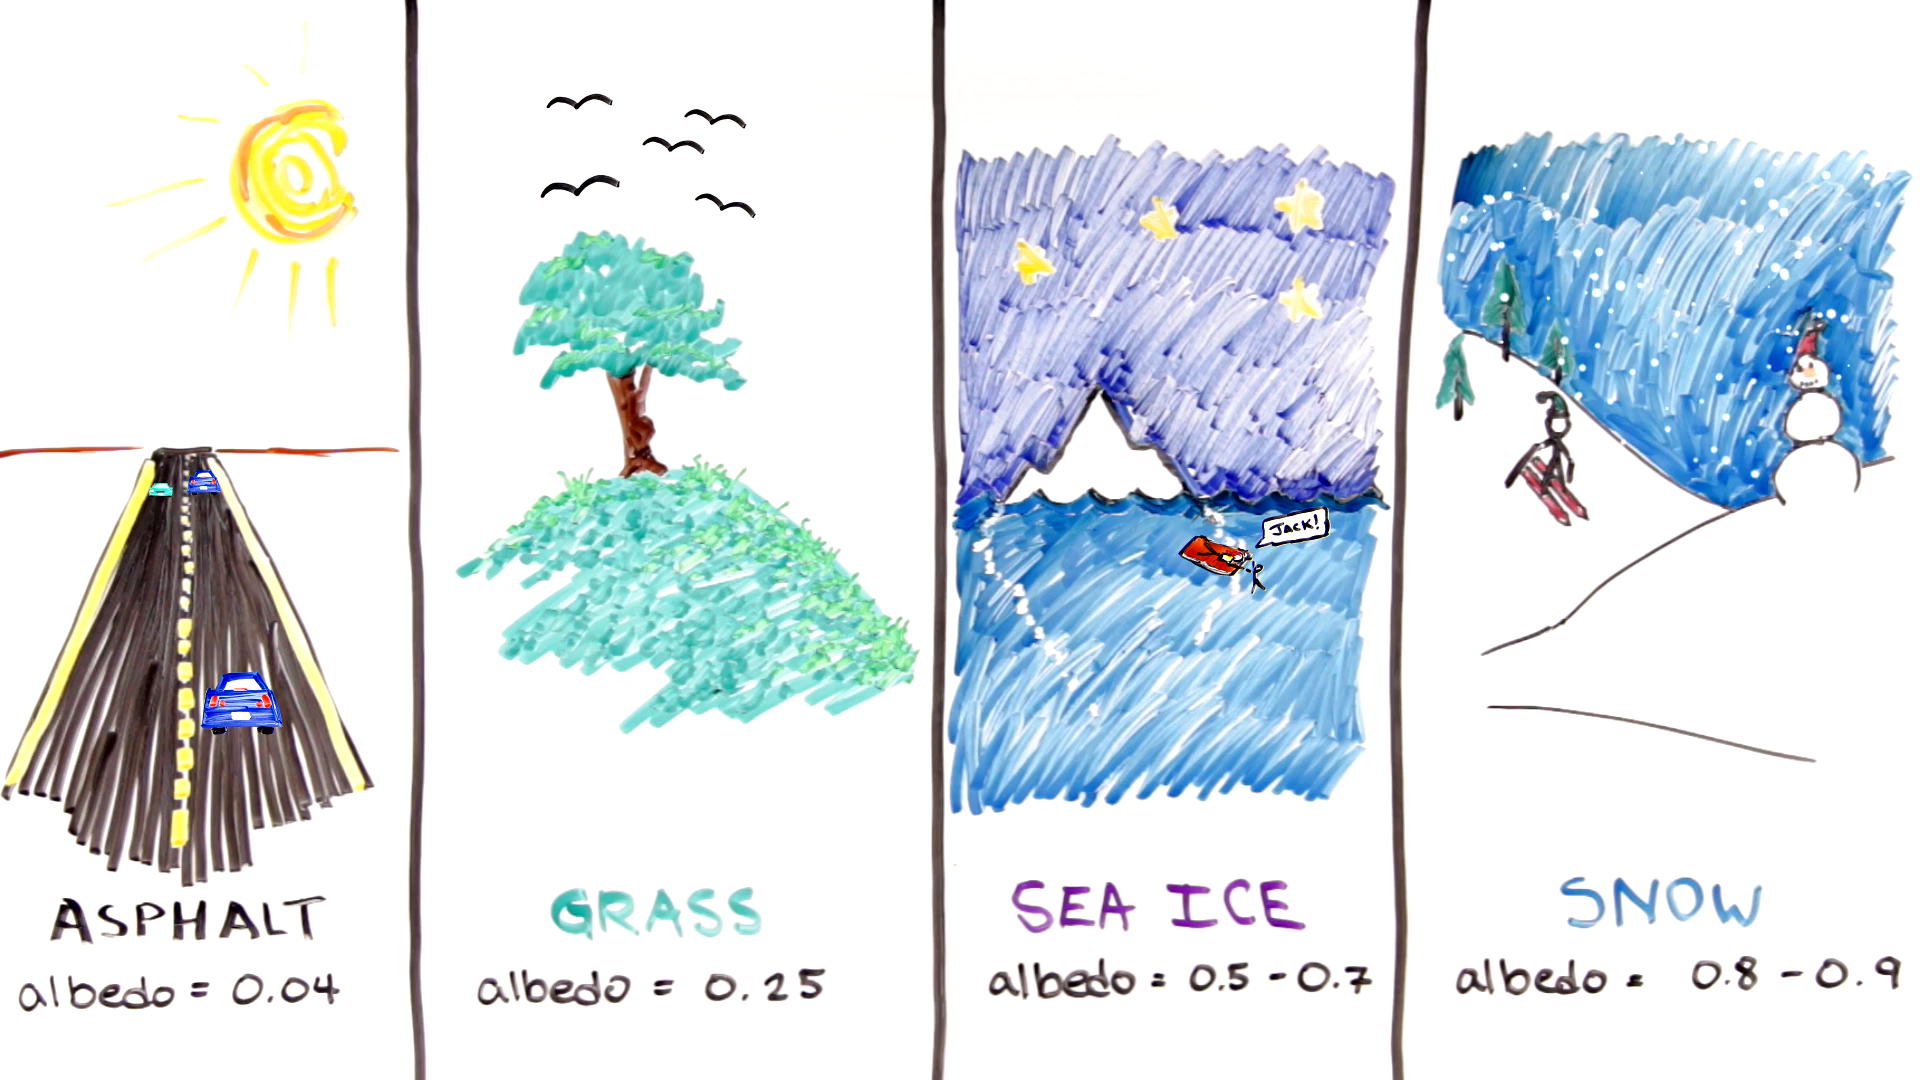 JACK!
ASPHALT
albedo = 0.04
GRASS
albedo = 0.25
SEA ICE
albedo = 0.5 - 0.7
SNOW
albedo = 0.8 - 0.9